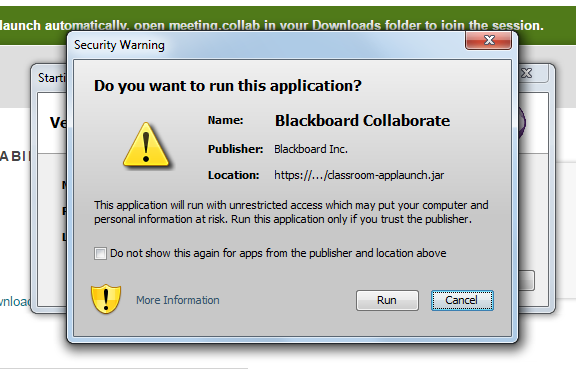 launch automatically, open meeting.collab in your Downloads folder to join the session.
Security Warning
Starti
Do you want to run this application?
Ve
Name: Blackboard Collaborate
Publisher: Blackboard Inc.
Location: https://.../classroom-applaunch.jar
ABI
This application will run with unrestricted access which may put your computer and
personal information at risk. Run this application only if you trust the publisher.
Do not show this again for apps from the publisher and location above
wnload
More Information
Run
Cancel